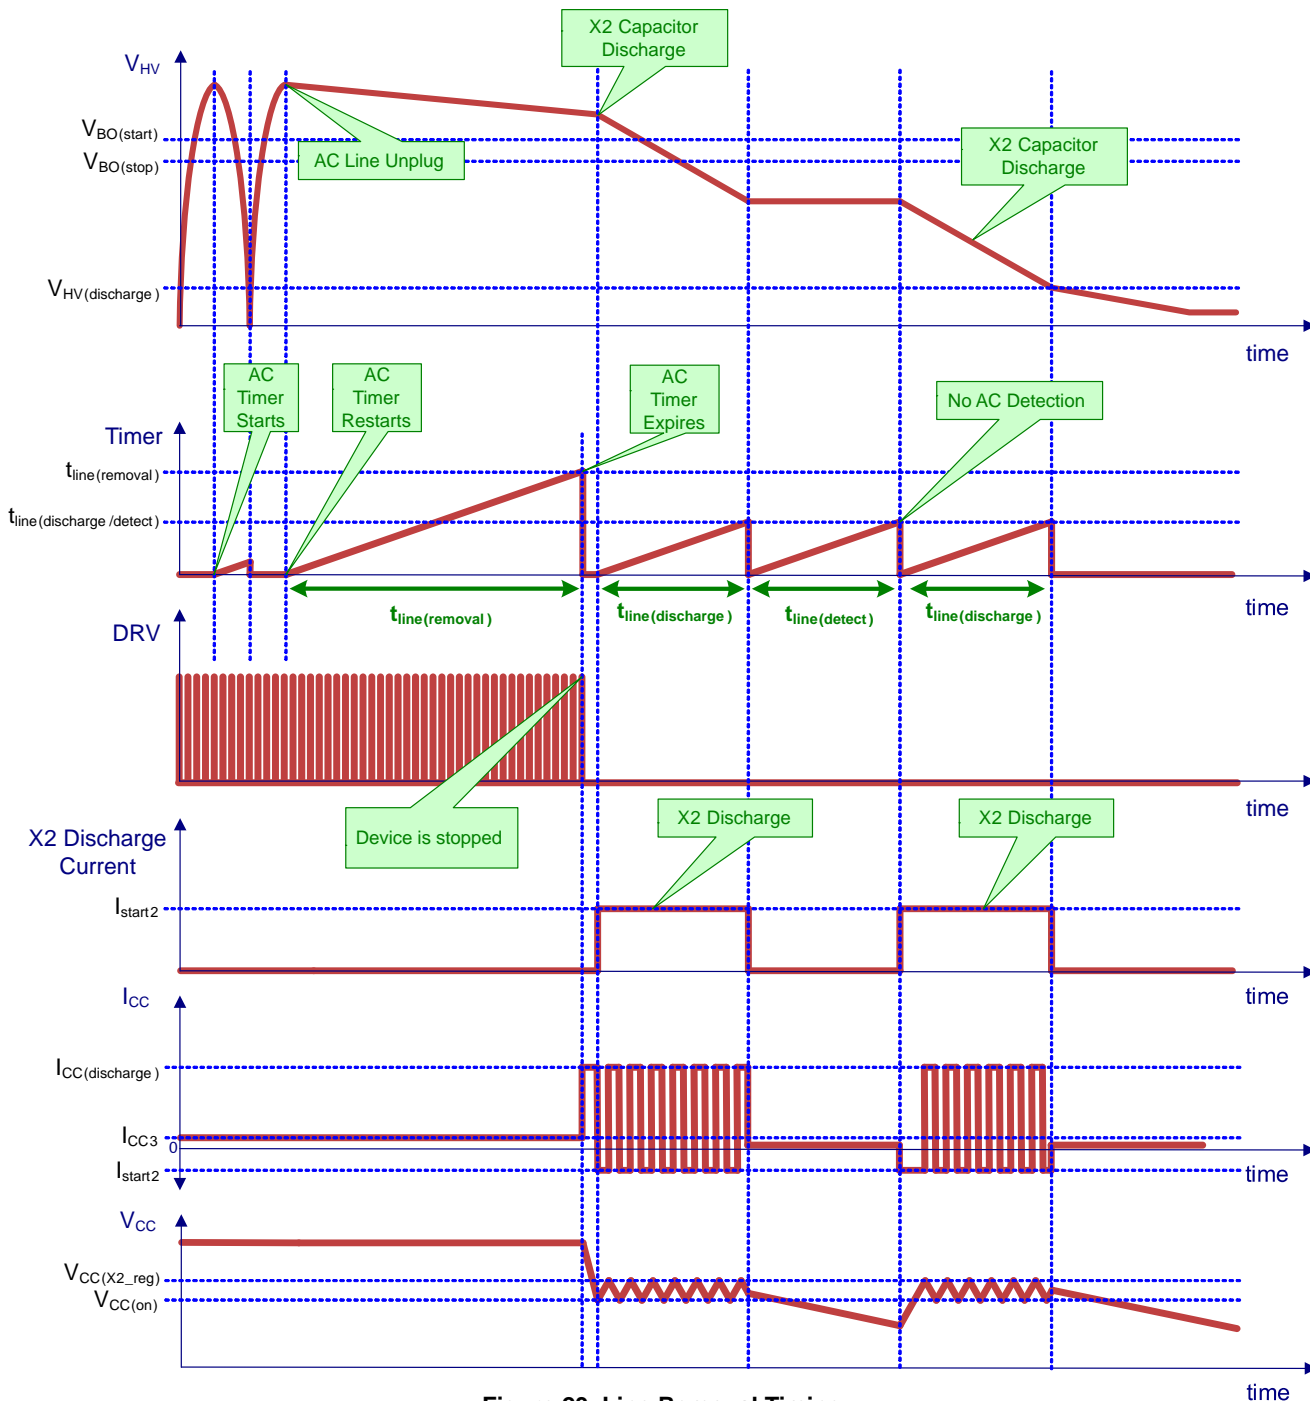 X2 Capacitor
Discharge
VHV
VBO(start)
VBO(stop)
AC Line Unplug
X2 Capacitor
Discharge
VHV(discharge)
time
AC
Timer
Starts
AC
Timer
Restarts
AC
Timer
Expires
No AC Detection
Timer
tline(removal)
tline(discharge/detect)
tline(removal)
tline(discharge)
tline(detect)
tline(discharge)
time
DRV
time
Device is stopped
X2 Discharge
X2 Discharge
X2 Discharge
Current
Istart2
time
ICC
ICC(discharge)
ICC3
0
Istart2
time
VCC
VCC(X2_reg)
VCC(on)
time